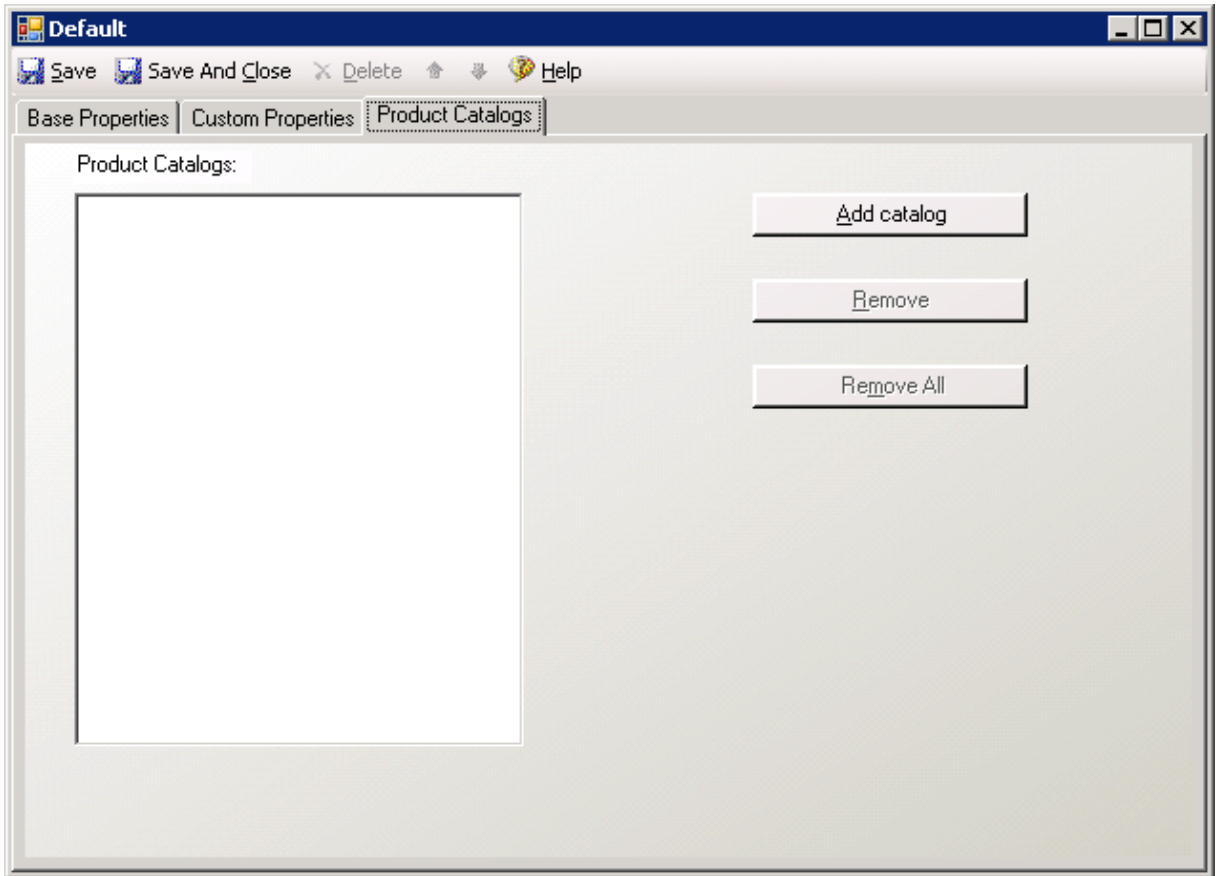 Default
Save Save And Close Delete Help
Base Properties Custom Properties Product Catalogs
Product Catalogs:
Add catalog
Remove
Remove All